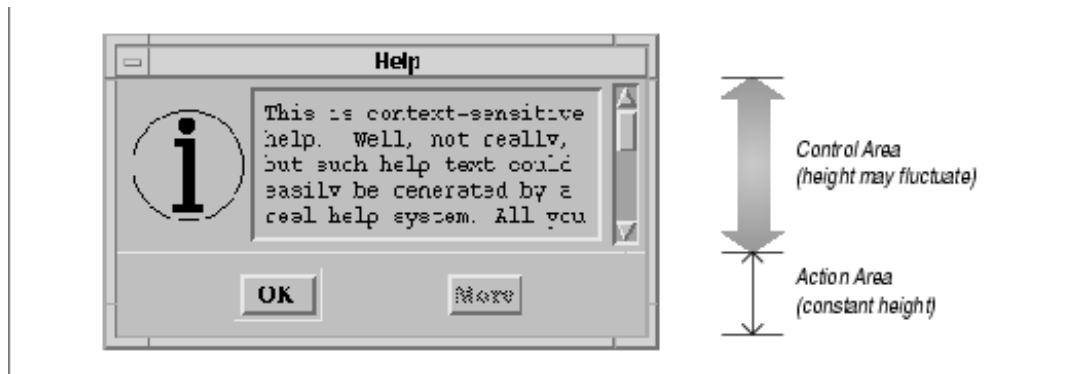 Help
This is context-sensitive
help. Well, not really,
but such help text could
easily be generated by a
real help system. All you
OK
More
Control Area
(height may fluctuate)
Action Area
(constant height)